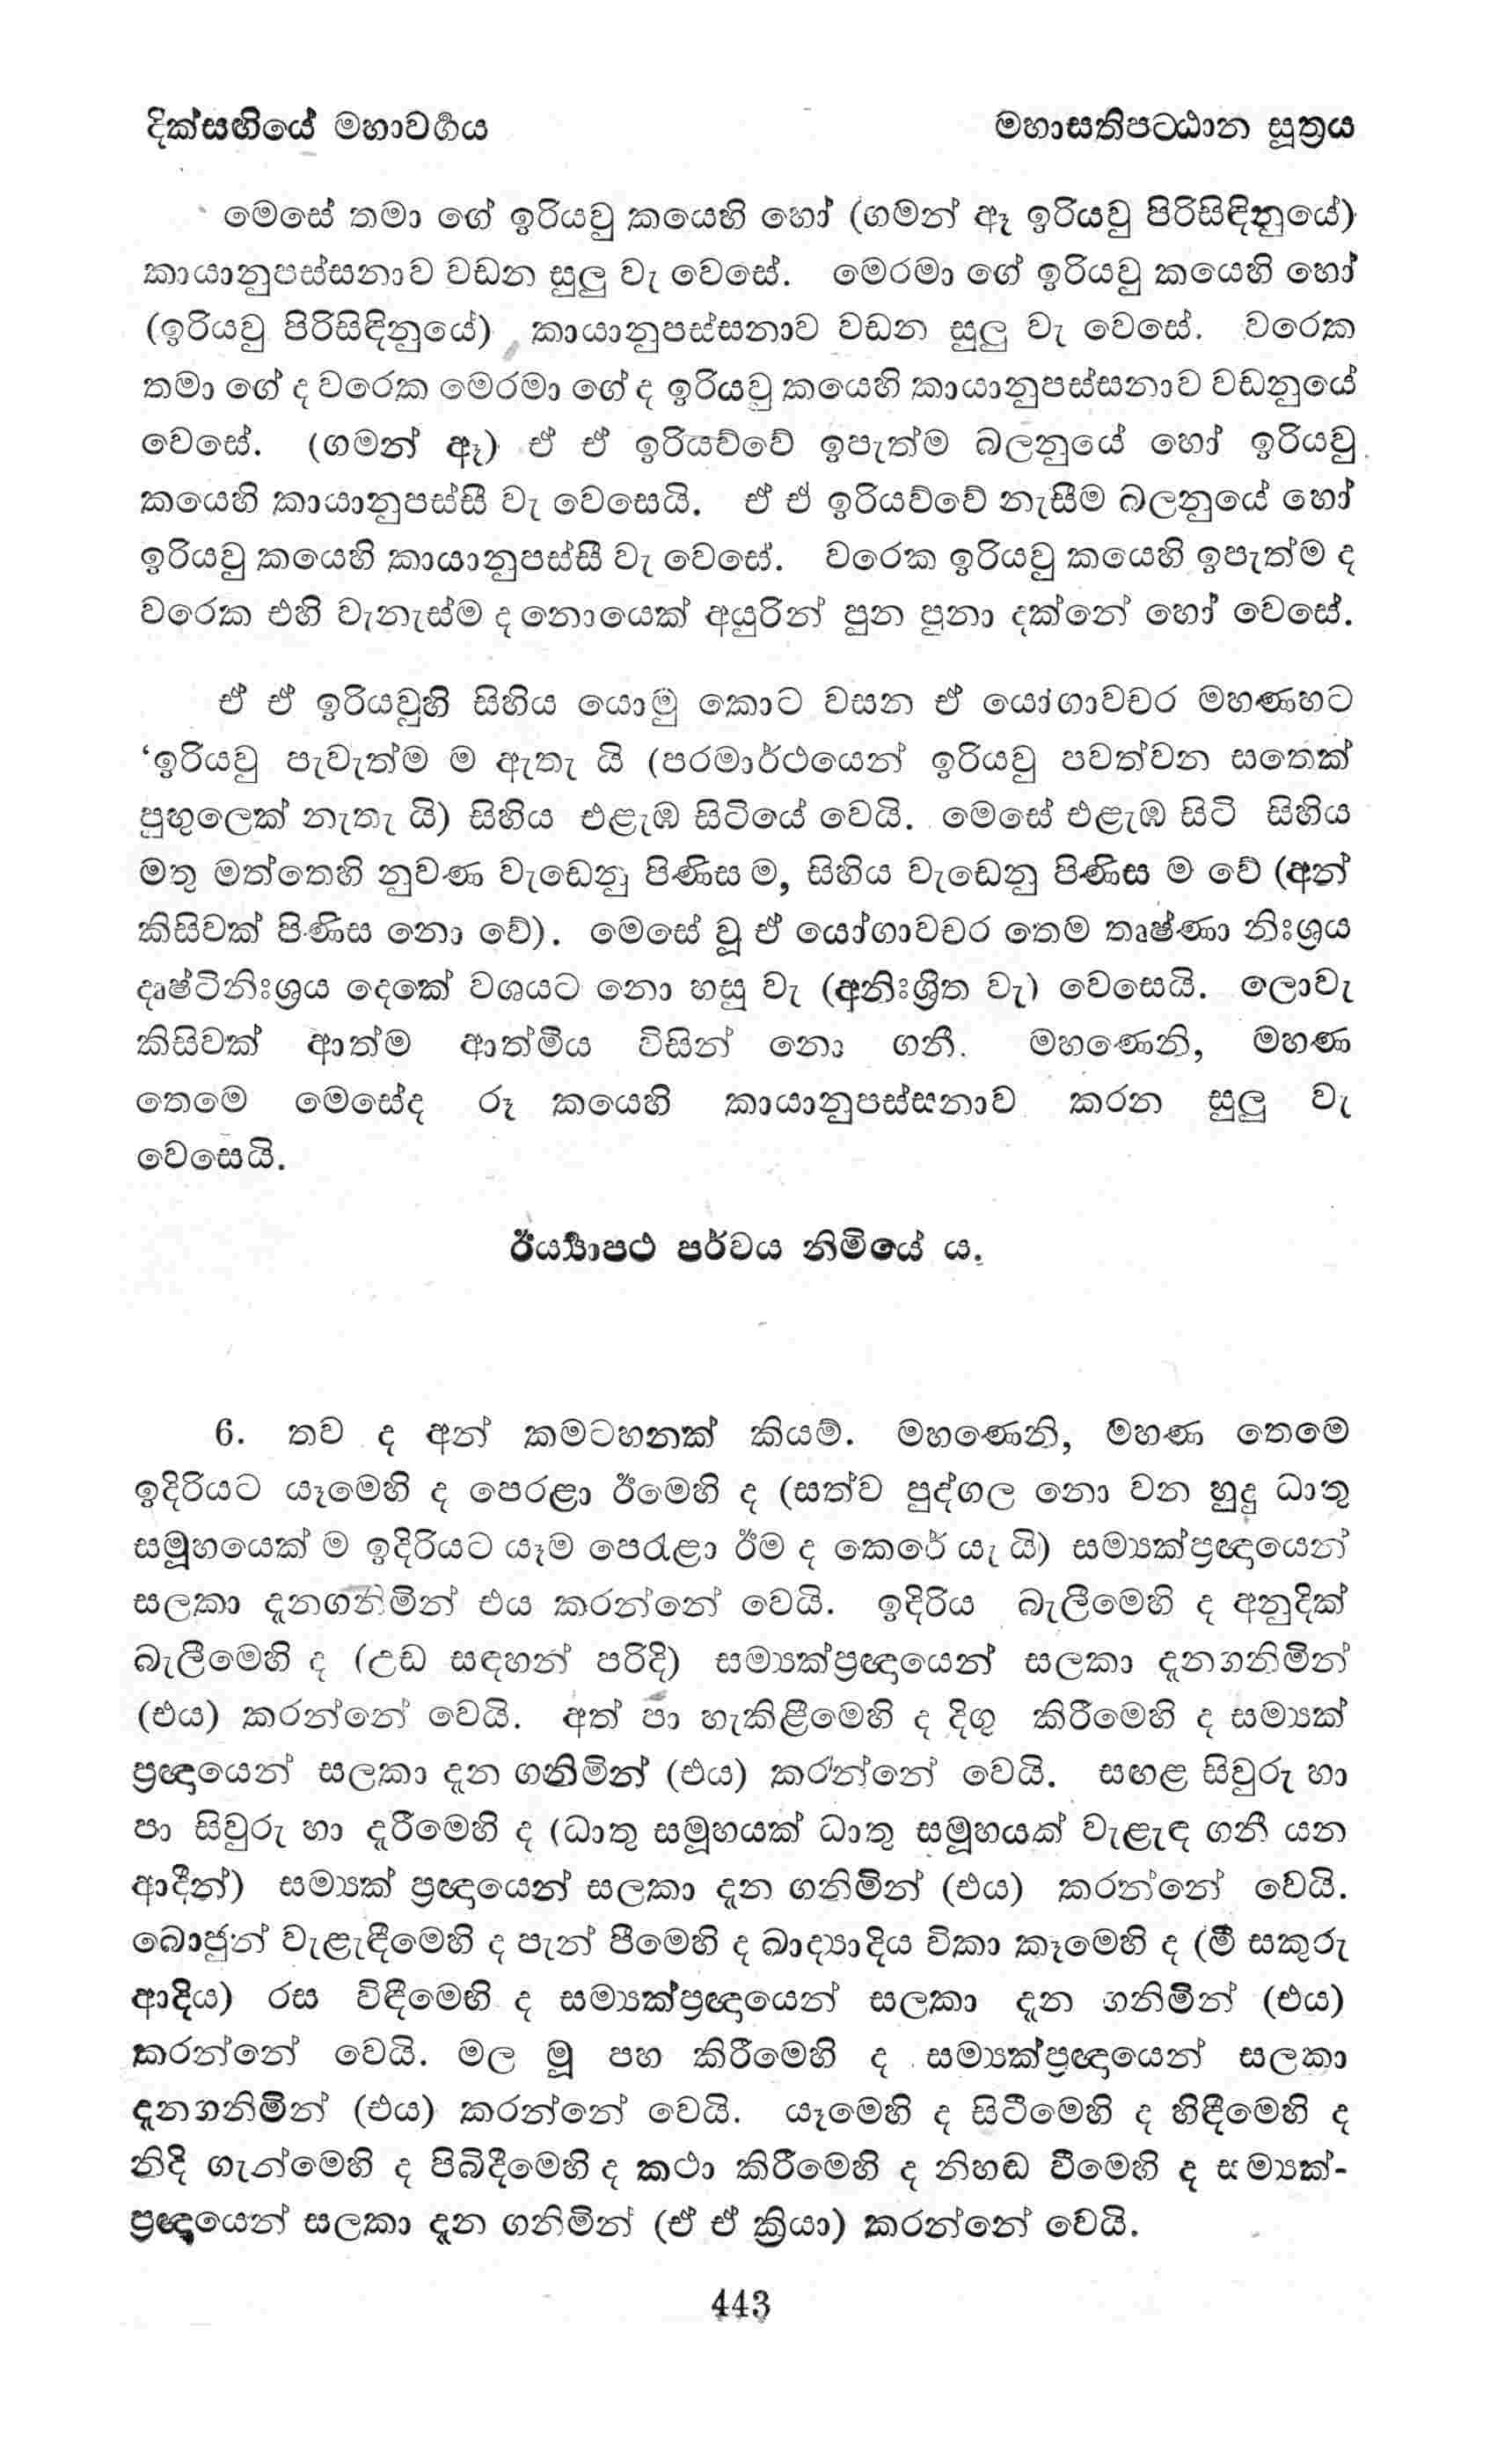 දික්සඟියේ මහාවර්‍ගය
මහාසතිපට්ඨාන සූත්‍රය
මෙසේ තමා ගේ ඉරියවු කයෙහි හෝ (ගමන් ඈ ඉරියවු පිරිසිඳිනුයේ)
කායානුපස්සනාව වඩන සුලු වැ වෙසේ. මෙරමා ගේ ඉරියවු කයෙහි හෝ
(ඉරියවු පිරිසිඳිනුයේ) කායානුපස්සනාව වඩන සුලු වැ වෙසේ. වරෙක
තමා ගේ ද වරෙක මෙරමා ගේ ද ඉරියවු කයෙහි කායානුපස්සනාව වඩනුයේ
වෙසේ. (ගමන් ඈ) ඒ ඒ ඉරියව්වේ ඉපැත්ම බලනුයේ හෝ ඉරියවු
කයෙහි කායානුපස්සී වැ වෙසෙයි. ඒ ඒ ඉරියව්වේ නැසීම බලනුයේ හෝ
ඉරියවු කයෙහි කායානුපස්සී වැ වෙසේ. වරෙක ඉරියවු කයෙහි ඉපැත්ම ද
වරෙක එහි වැනැස්ම ද නොයෙක් අයුරින් පුන පුනා දක්නේ හෝ වෙසේ.
ඒ ඒ ඉරියවුහි සිහිය යොමු කොට වසන ඒ යෝගාවචර මහණහට
‘ඉරියවු පැවැත්ම ම ඇතැ යි (පරමාර්ථයෙන් ඉරියවු පවත්වන සතෙක්
පුඟුලෙක් නැතැ යි) සිහිය එළැඹ සිටියේ වෙයි. මෙසේ එළැඹ සිටි සිහිය
මතු මත්තෙහි නුවණ වැඩෙනු පිණිස ම, සිහිය වැඩෙනු පිණිස ම වේ (අන්
කිසිවක් පිණිස නො වේ). මෙසේ වූ ඒ යෝගාවචර තෙම තෘෂ්ණා නිඃශ්‍රය
දෘෂ්ටිනිඃශ්‍රය දෙකේ වශයට නො හසු වැ (අනිඃශ්‍රිත වැ) වෙසෙයි. ලොවැ
කිසිවක් ආත්ම ආත්මීය විසින් නො ගනී. මහණෙනි, මහණ
තෙමෙ මෙසේද රූ කයෙහි කායානුපස්සනාව කරන සුලු වැ
වෙසෙයි.
ඊර්‍ය්‍යාපථ පර්වය නිමියේ ය.
6. තව ද අන් කමටහනක් කියම්. මහණෙනි, මහණ තෙමෙ
ඉදිරියට යෑමෙහි ද පෙරළා ඊමෙහි ද (සත්ව පුද්ගල නො වන හුදු ධාතු
සමූහයෙක් ම ඉදිරියට යෑම පෙරැළා ඊම ද කෙරේ යැ යි) සම්‍යක්ප්‍රඥායෙන්
සලකා දැනගනිමින් එය කරන්නේ වෙයි. ඉදිරිය බැලීමෙහි ද අනුදික්
බැලීමෙහි ද (උඩ සඳහන් පරිදි) සම්‍යක්ප්‍රඥායෙන් සලකා දැනගනිමින්
(එය) කරන්නේ වෙයි. අත් පා හැකිළීමෙහි ද දිගු කිරීමෙහි ද සම්‍යක්
ප්‍රඥායෙන් සලකා දැන ගනිමින් (එය) කරන්නේ වෙයි. සඟළ සිවුරු හා
පා සිවුරු හා දැරීමෙහි ද (ධාතු සමූහයක් ධාතු සමූහයක් වැළැඳ ගනී යන
ආදීන්) සම්‍යක් ප්‍රඥායෙන් සලකා දැන ගනිමින් (එය) කරන්නේ වෙයි.
බොජුන් වැළැඳීමෙහි ද පැන් පීමෙහි ද ඛාද්‍යාදිය විකා කෑමෙහි ද (මී සකුරු
ආදිය) රස විඳීමෙහි ද සම්‍යක්ප්‍රඥායෙන් සලකා දැන ගනිමින් (එය)
කරන්නේ වෙයි. මල මූ පහ කිරීමෙහි ද සම්‍යක්ප්‍රඥායෙන් සලකා
දැනගනිමින් (එය) කරන්නේ වෙයි. යෑමෙහි ද සිටීමෙහි ද හිඳීමෙහි ද
නිදි ගැන්මෙහි ද පිබිදීමෙහි ද කථා කිරීමෙහි ද නිහඬ වීමෙහි ද සම්‍යක්-
ප්‍රඥායෙන් සලකා දැන ගනිමින් (ඒ ඒ ක්‍රියා) කරන්නේ වෙයි.
443